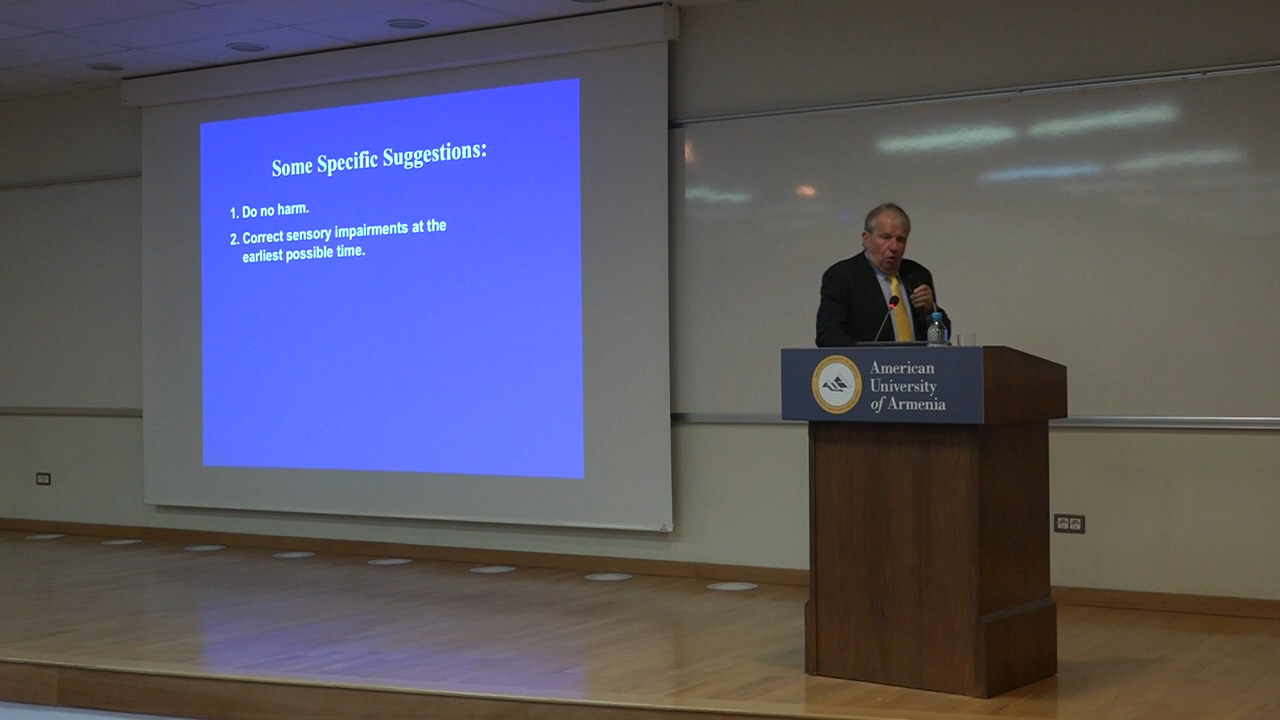 Some Specific Suggestions:
1. Do no harm.
2. Correct sensory impairments at the
earliest possible time.
American
University
of Armenia